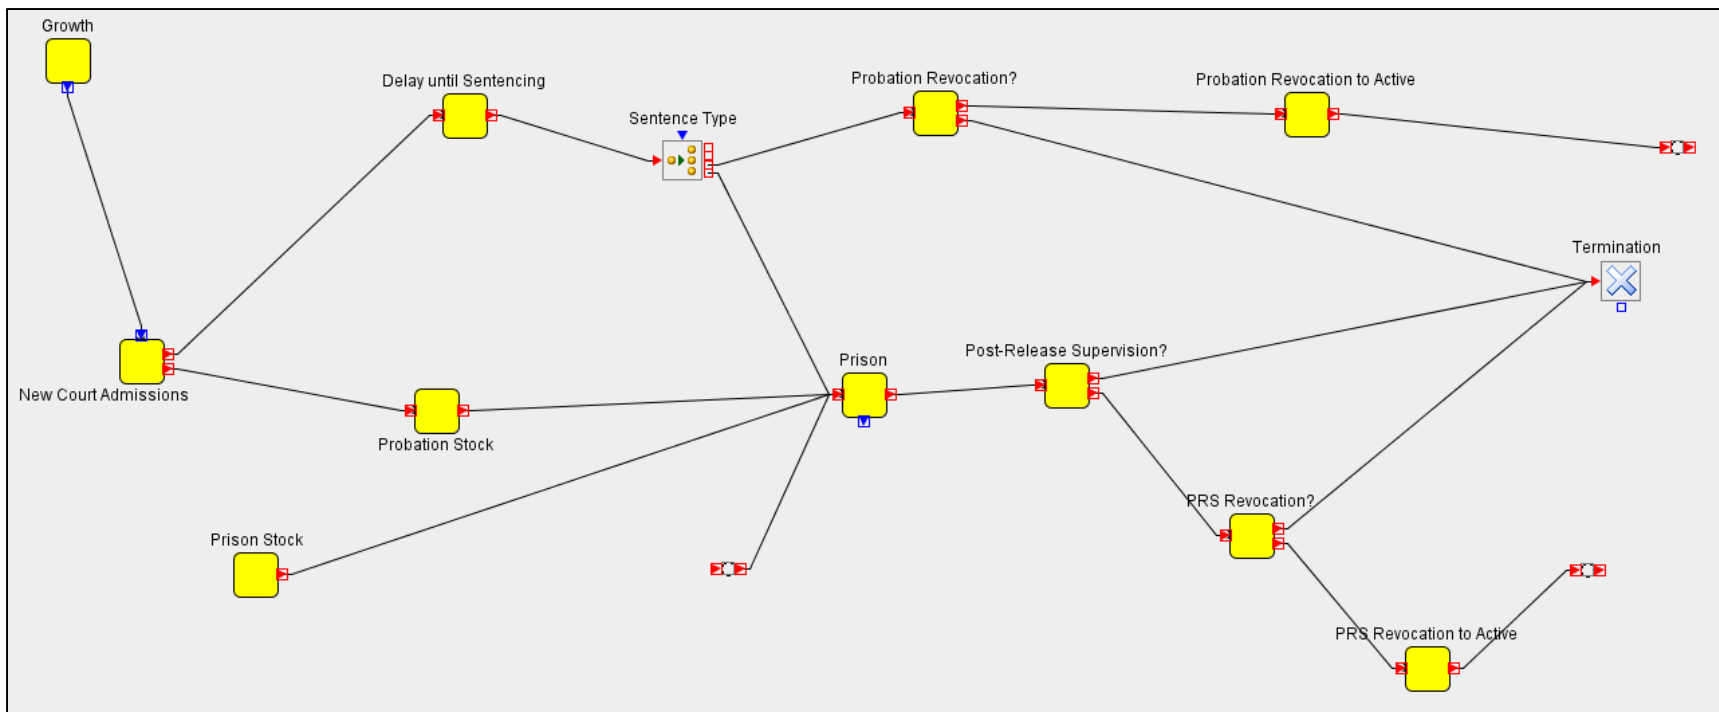 Growth
Delay until Sentencing
Sentence Type
Probation Revocation?
Probation Revocation to Active
Termination
New Court Admissions
Probation Stock
Prison
Post-Release Supervision?
Prison Stock
PRS Revocation?
PRS Revocation to Active